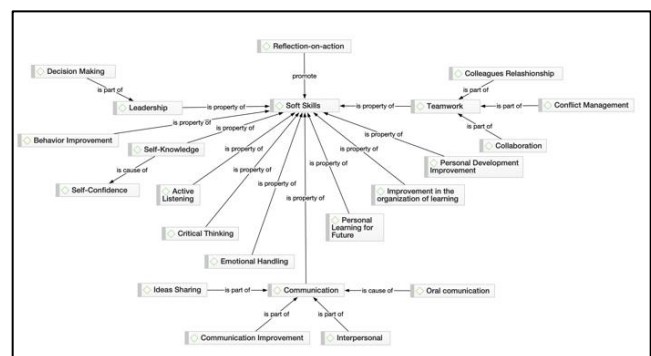 Reflection-on-action
Decision Making
Colleagues Relashionship
promote
is part of
is part of
Leadership
is property of
Soft Skills
is property of
Teamwork
is part of
Conflict Management
is property of
is property of
is part of
Behavior Improvement
Self-Knowledge
is property of
Collaboration
is cause of
is property of
is property of
Personal Development
Improvement
Self-Confidence
Active
Listening
is property of
is property of
is property of
Improvement in the
organization of learning
Critical Thinking
is property of
Personal
Learning for
Future
Emotional Handling
Ideas Sharing
is part of
Communication
is cause of
Oral comunication
is part of
is part of
Communication Improvement
Interpersonal